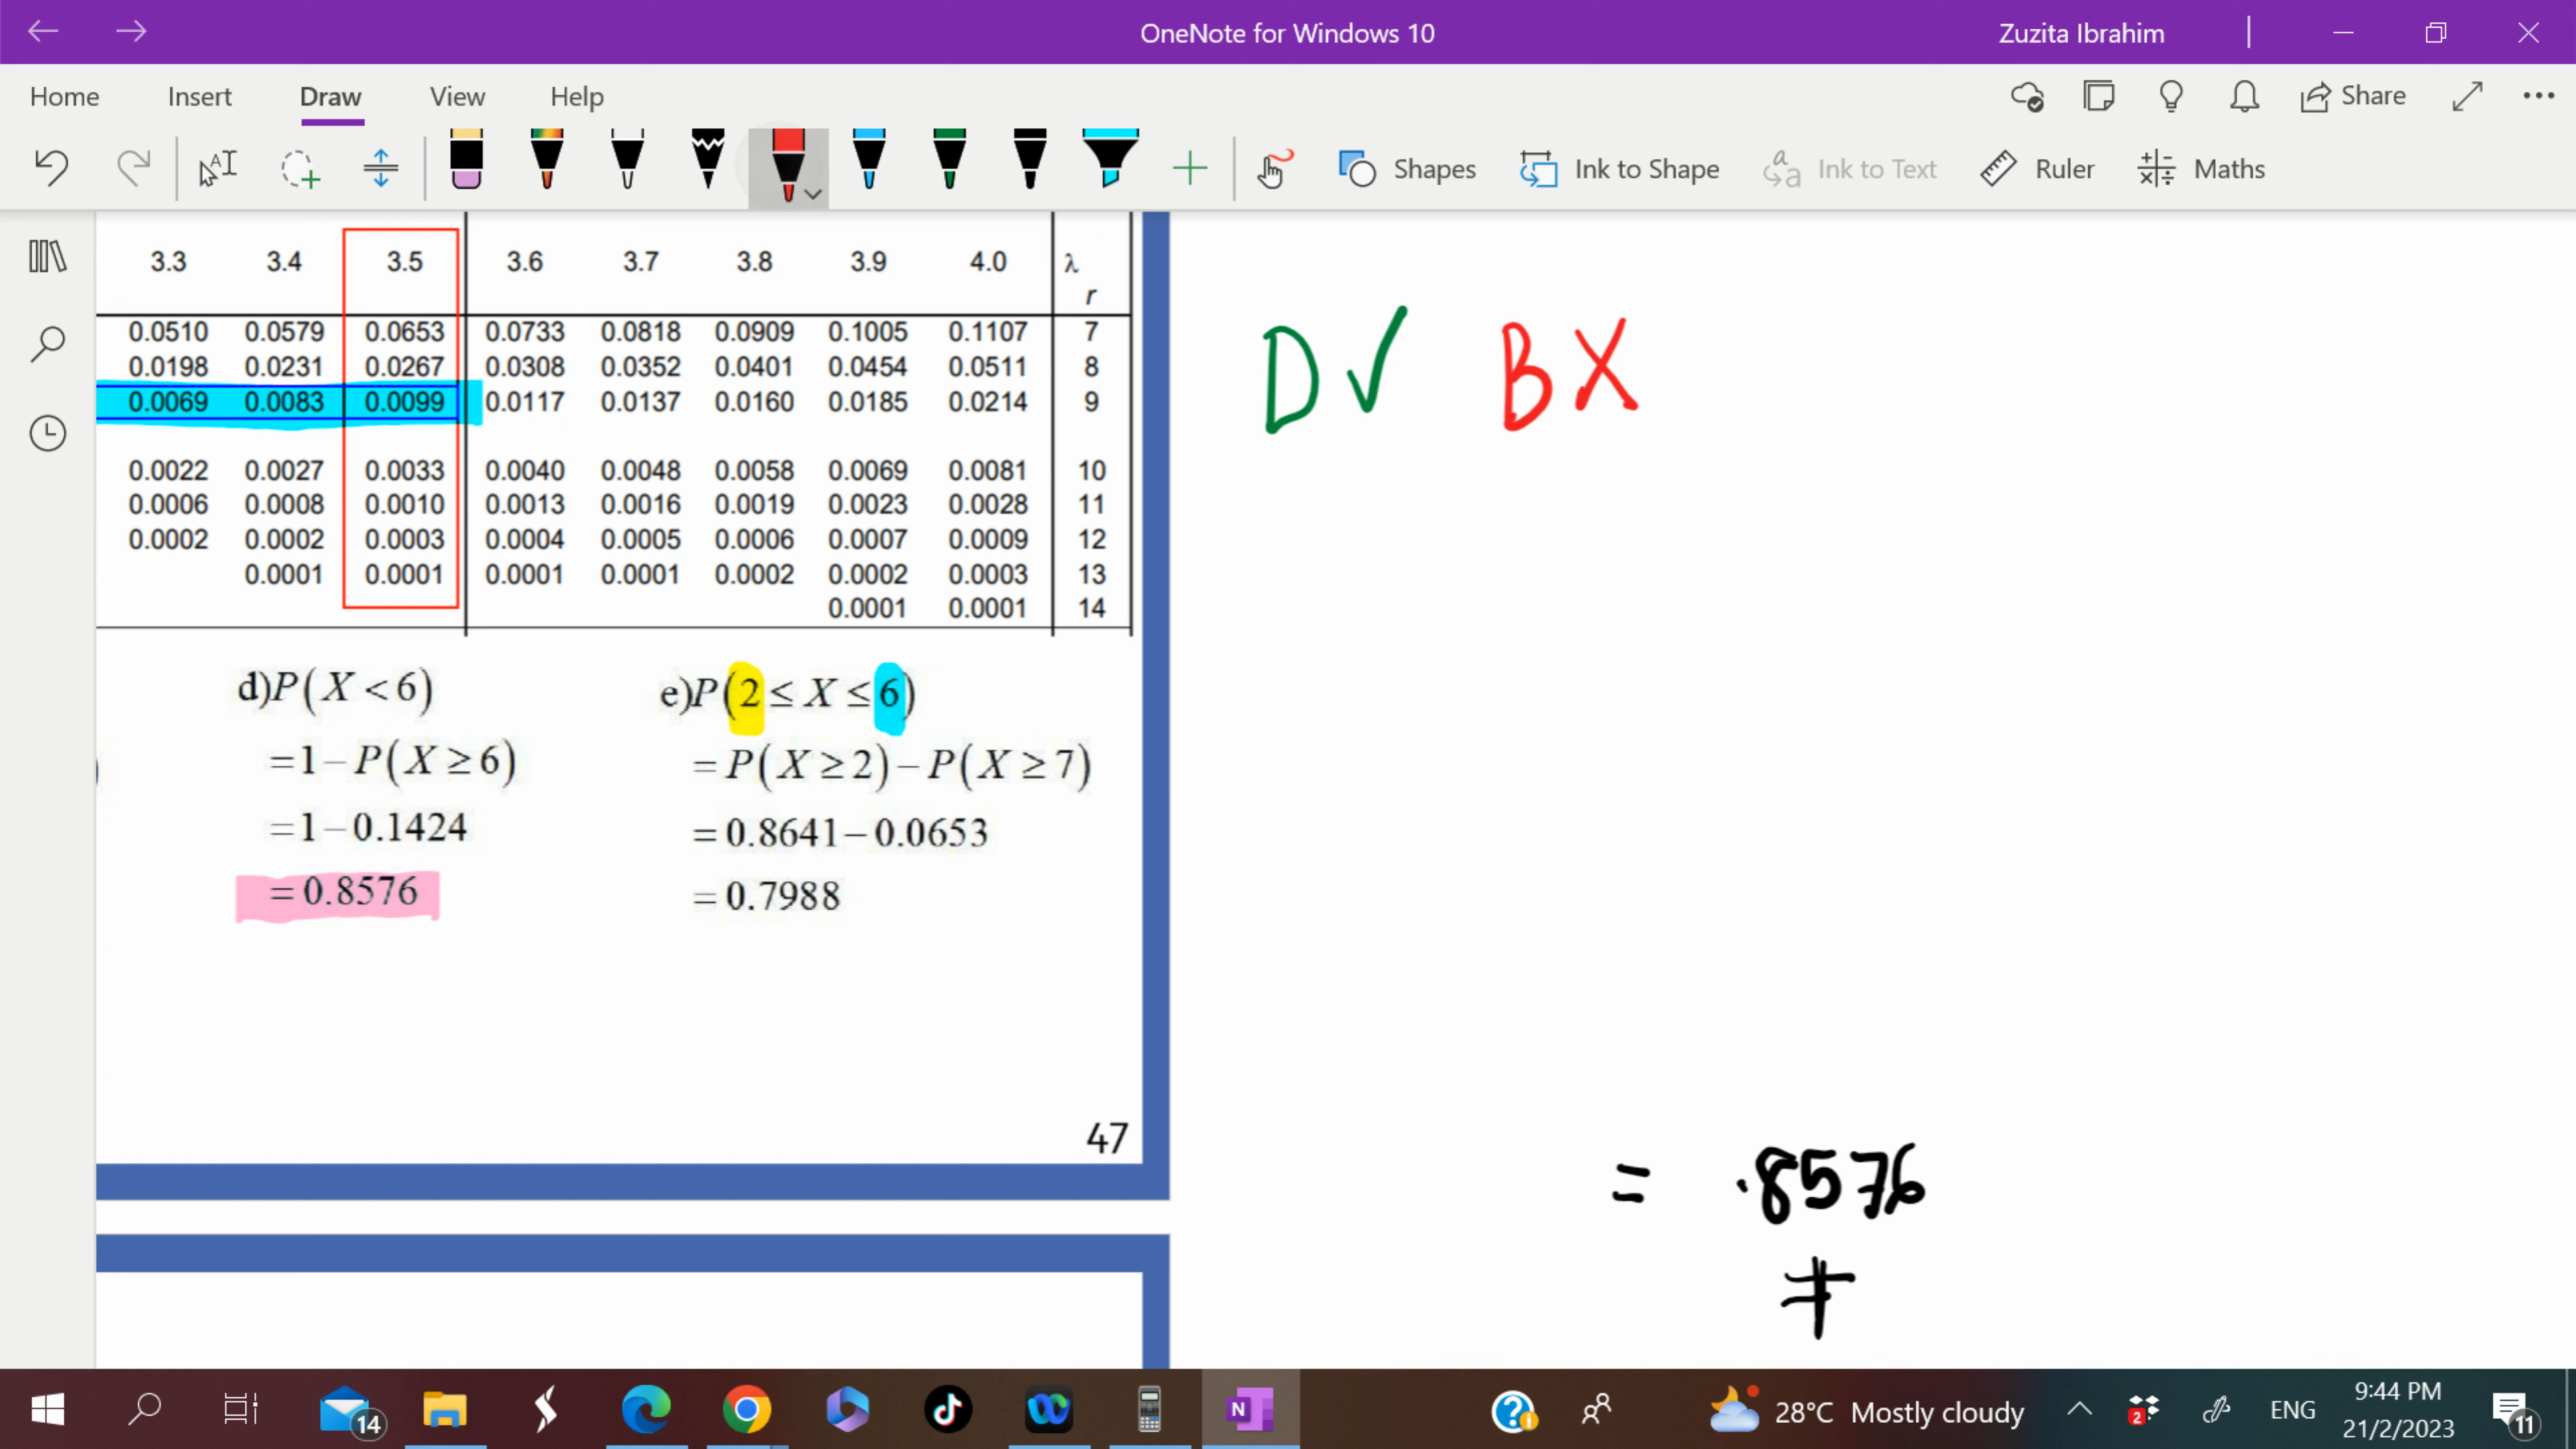 OneNote for Windows 10
Zuzita Ibrahim
Home Insert Draw View Help
Share
Shapes Ink to Shape Ink to Text Ruler Maths
3.3 3.4 3.5 3.6 3.7 3.8 3.9 4.0 λ
r
0.0510 0.0579 0.0653 0.0733 0.0818 0.0909 0.1005 0.1107 7
0.0198 0.0231 0.0267 0.0308 0.0352 0.0401 0.0454 0.0511 8
0.0069 0.0083 0.0099 0.0117 0.0137 0.0160 0.0185 0.0214 9
0.0022 0.0027 0.0033 0.0040 0.0048 0.0058 0.0069 0.0081 10
0.0006 0.0008 0.0010 0.0013 0.0016 0.0019 0.0023 0.0028 11
0.0002 0.0002 0.0003 0.0004 0.0005 0.0006 0.0007 0.0009 12
0.0001 0.0001 0.0001 0.0001 0.0002 0.0002 0.0003 13
0.0001 0.0001 14
D✓ B X
d)P(X < 6)
=1−P(X ≥ 6)
=1−0.1424
=0.8576
e)P(2 ≤ X ≤ 6)
=P(X ≥ 2)−P(X ≥ 7)
=0.8641−0.0653
=0.7988
47
= .8576
14
N
28°C Mostly cloudy
2
ENG
9:44 PM
21/2/2023
11